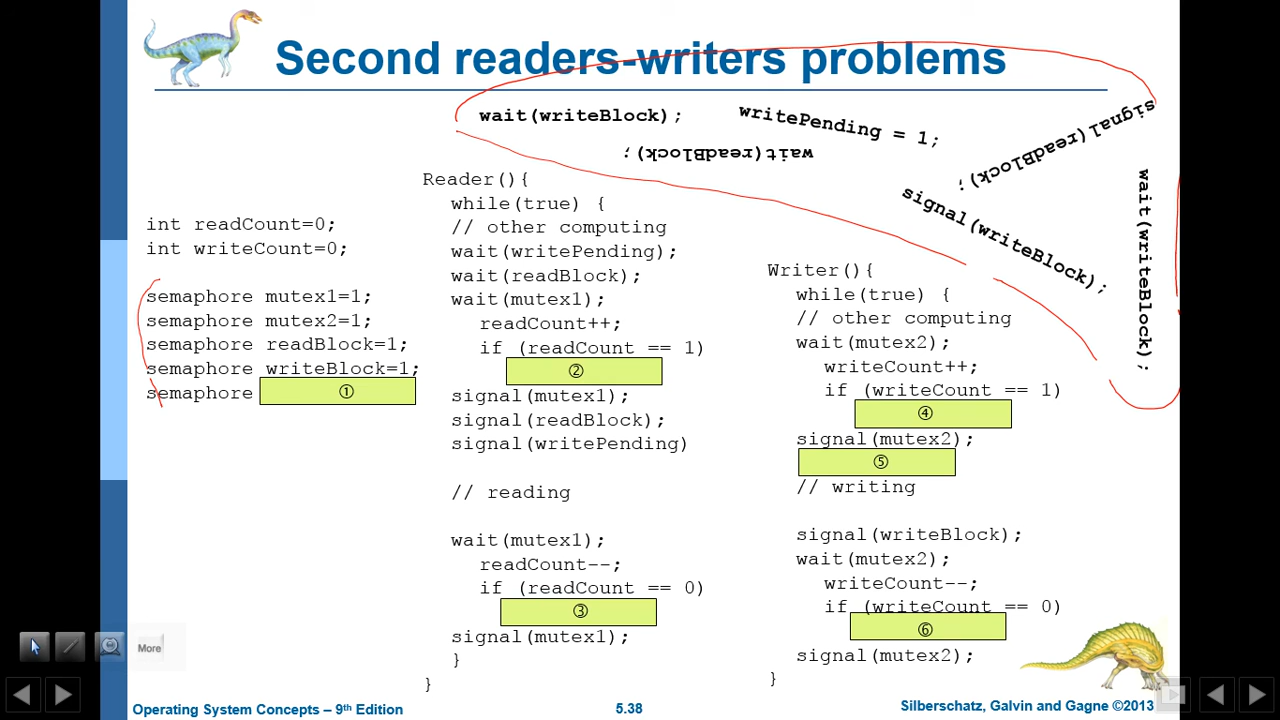 Second readers-writers problems
wait(writeBlock);
writePending = 1;
signal(readBlock);
wait(readBlock);
wait(writeBlock);
signal(writeBlock);
int readCount=0;
int writeCount=0;
semaphore mutex1=1;
semaphore mutex2=1;
semaphore readBlock=1;
semaphore writeBlock=1;
semaphore ①
Reader(){
while(true) {
// other computing
wait(writePending);
wait(readBlock);
wait(mutex1);
readCount++;
if (readCount == 1)
②
signal(mutex1);
signal(readBlock);
signal(writePending)
// reading
wait(mutex1);
readCount--;
if (readCount == 0)
③
signal(mutex1);
}
}
Writer(){
while(true) {
// other computing
wait(mutex2);
writeCount++;
if (writeCount == 1)
④
signal(mutex2);
⑤
// writing
signal(writeBlock);
wait(mutex2);
writeCount--;
if (writeCount == 0)
⑥
signal(mutex2);
}
More
Operating System Concepts – 9th Edition
5.38
Silberschatz, Galvin and Gagne ©2013